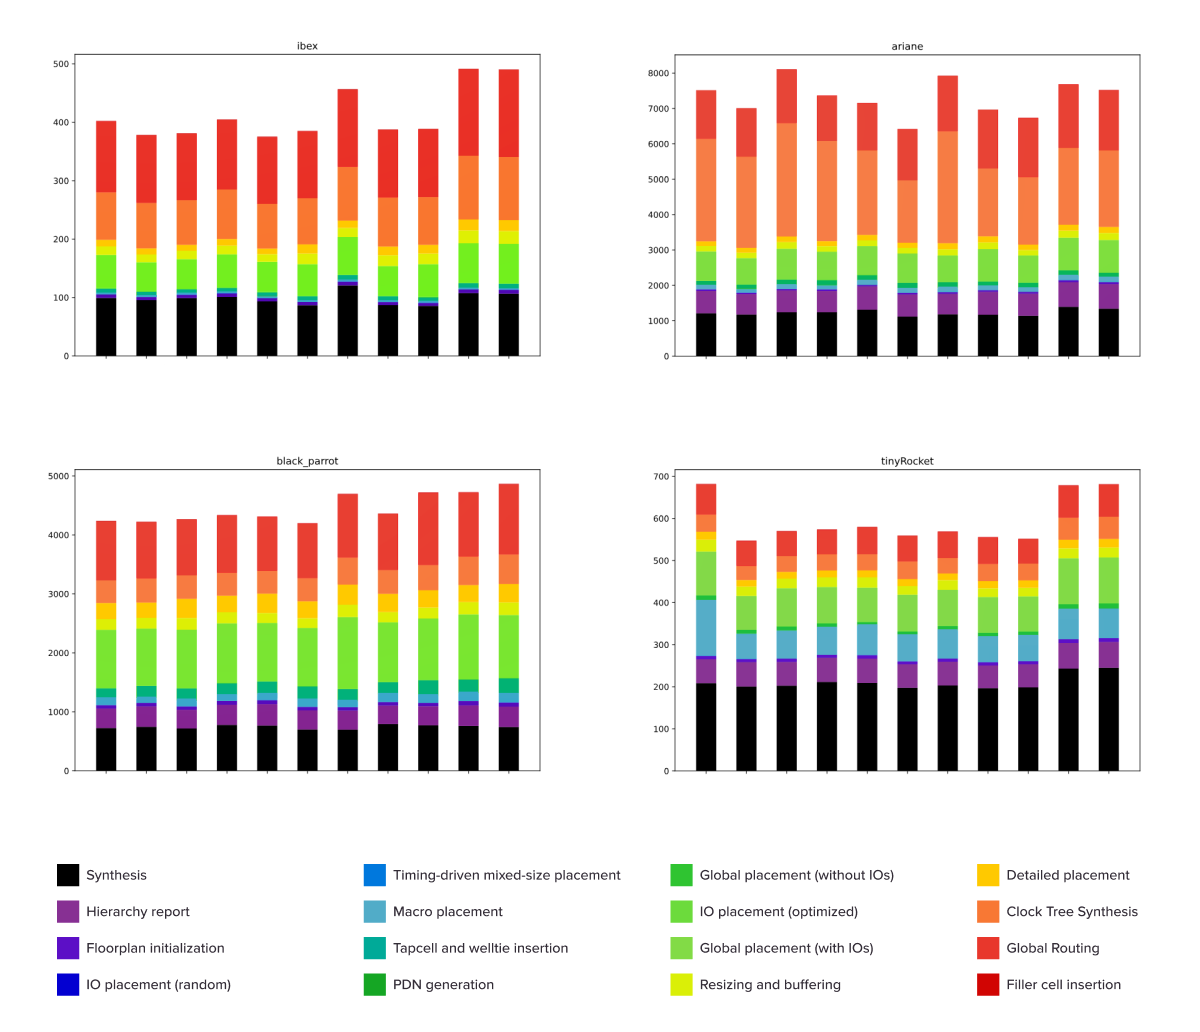 ibex
500
400
300
200
100
0
ariane
8000
7000
6000
5000
4000
3000
2000
1000
0
black_parrot
5000
4000
3000
2000
1000
0
tinyRocket
700
600
500
400
300
200
100
0
Synthesis
Hierarchy report
Floorplan initialization
IO placement (random)
Timing-driven mixed-size placement
Macro placement
Tapcell and welltie insertion
PDN generation
Global placement (without IOs)
IO placement (optimized)
Global placement (with IOs)
Resizing and buffering
Detailed placement
Clock Tree Synthesis
Global Routing
Filler cell insertion